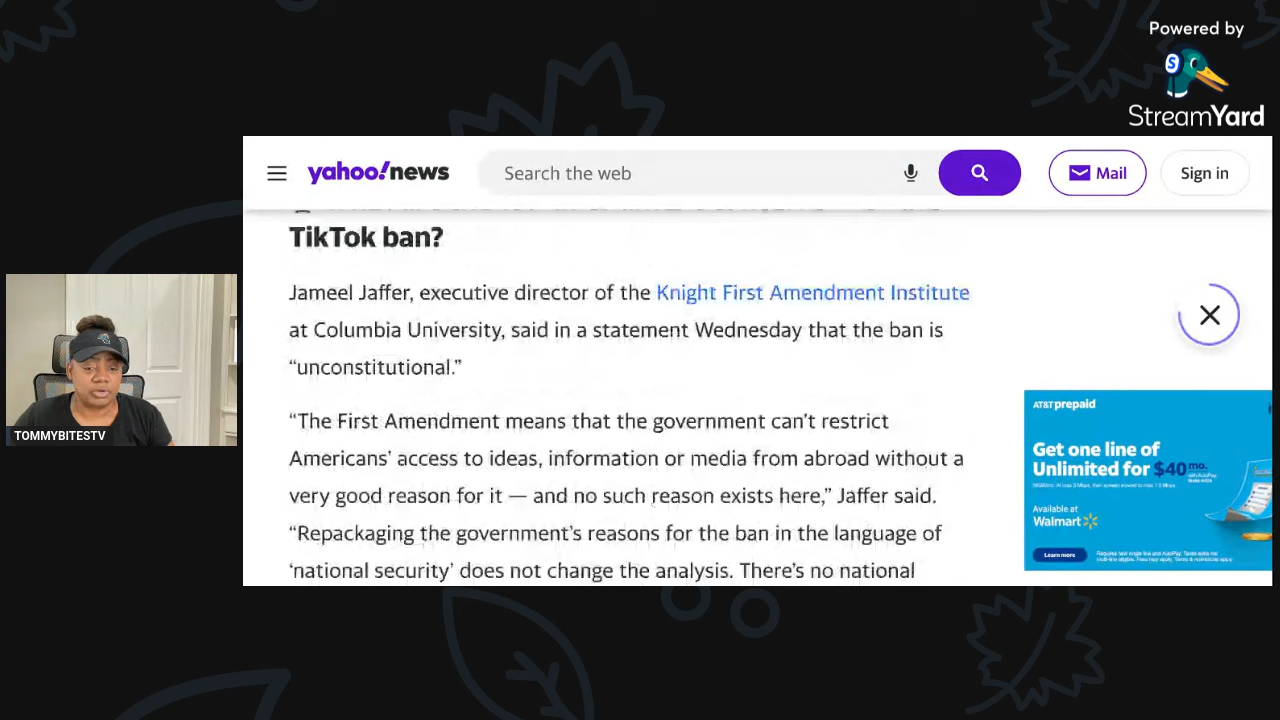 Powered by
StreamYard
yahoo!news
Search the web
Mail
Sign in
TikTok ban?
Jameel Jaffer, executive director of the Knight First Amendment Institute
at Columbia University, said in a statement Wednesday that the ban is
“unconstitutional.”
“The First Amendment means that the government can’t restrict
Americans’ access to ideas, information or media from abroad without a
very good reason for it — and no such reason exists here,” Jaffer said.
“Repackaging the government’s reasons for the ban in the language of
‘national security’ does not change the analysis. There’s no national
TOMMYBITESTV
AT&T prepaid
Get one line of
Unlimited for $40 mo.
Available at
Walmart
Learn more